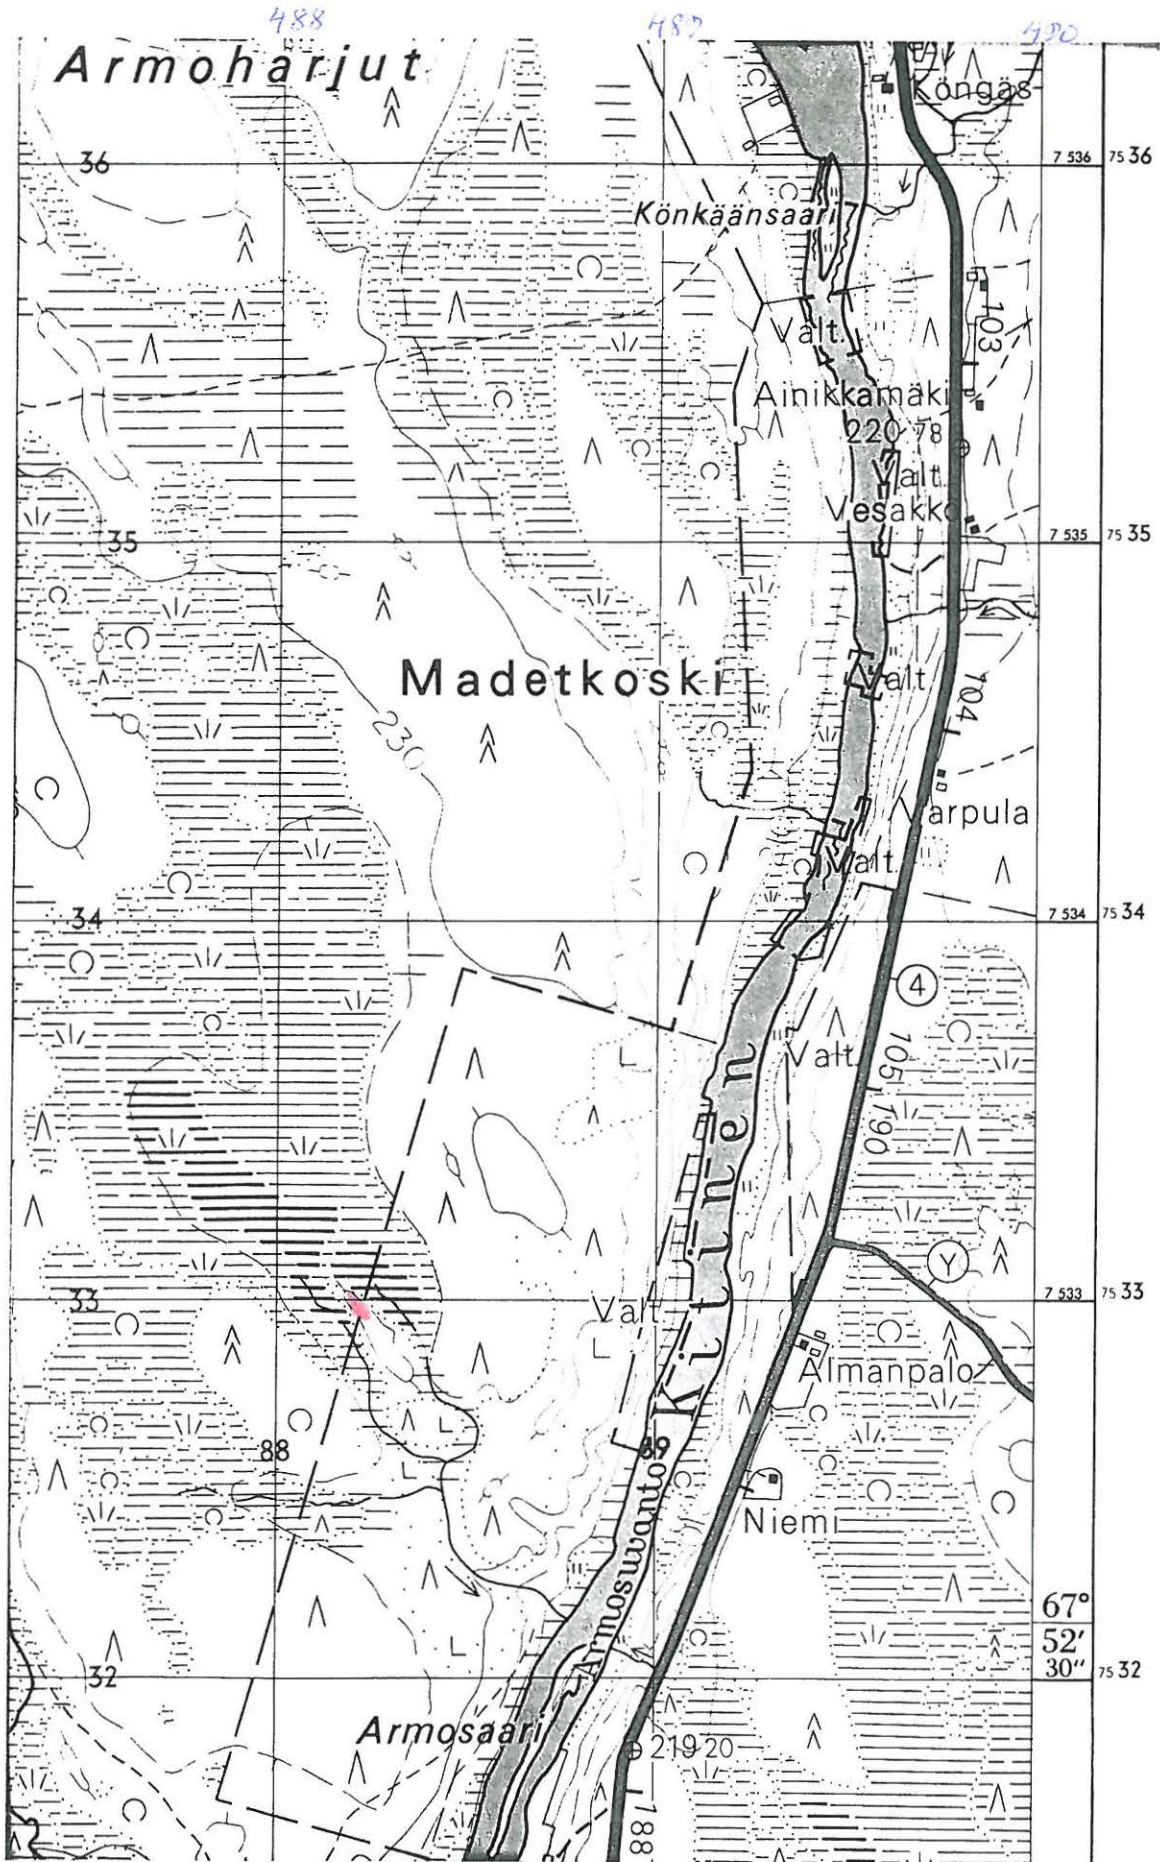 488 489 490
Armoharjut
Köngäs
36 7 536 75 36
Könkäänsaari
Valt.
103
Ainikkamäki
220 78
Valt.
Vesakko
35 7 535 75 35
Madetkoski
Valt.
104
230
Varpula
Valt.
34 7 534 75 34
4
Valt.
105
190
Kitinen
Y
33 7 533 75 33
Valt.
Almanpalo
88 89
Niemi
Armosuvanto
67°
52'
30"
32 75 32
Armosaari
219 20
188